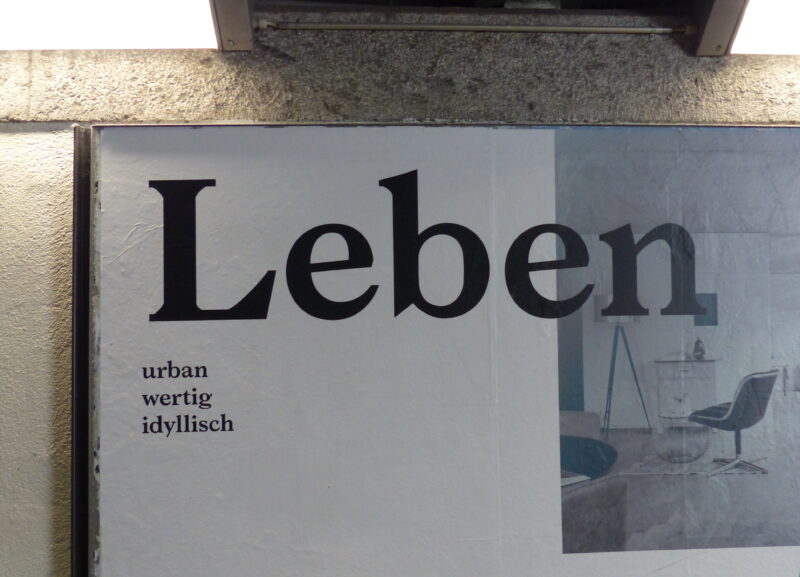 Leben
urban
wertig
idyllisch